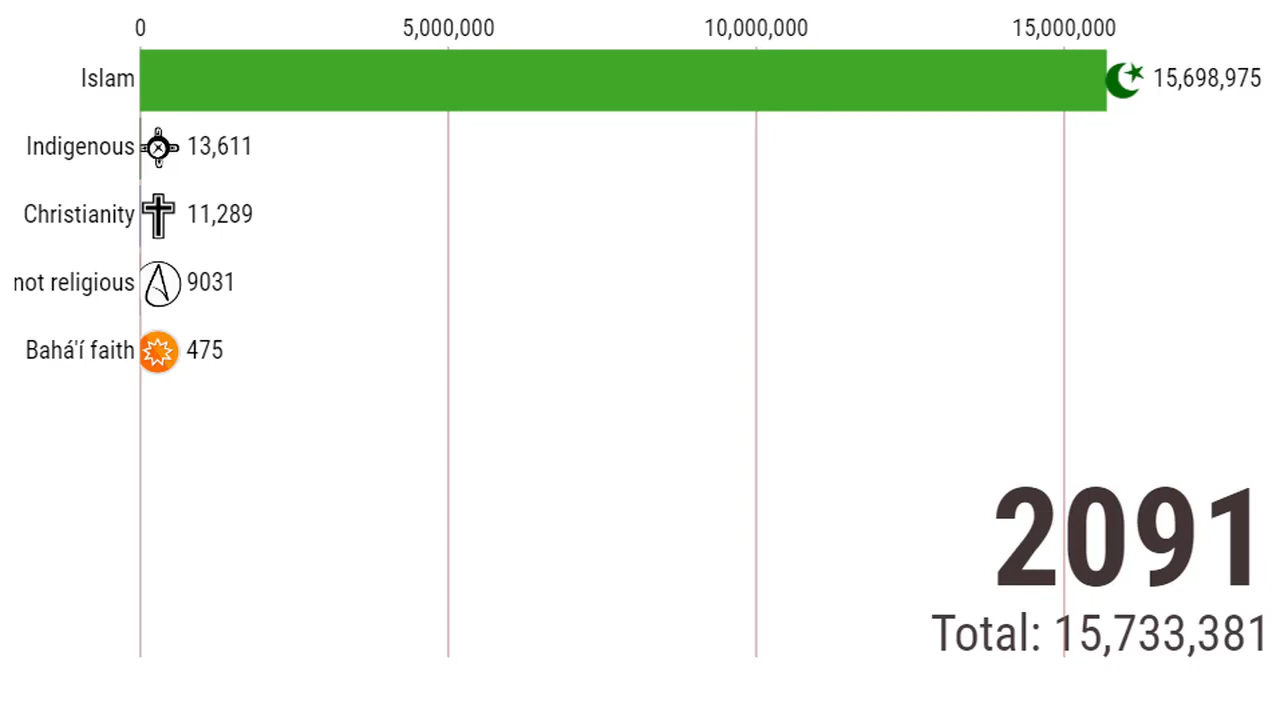 0 5,000,000 10,000,000 15,000,000
Islam 15,698,975
Indigenous 13,611
Christianity 11,289
not religious 9031
Bahá'í faith 475
2091
Total: 15,733,381